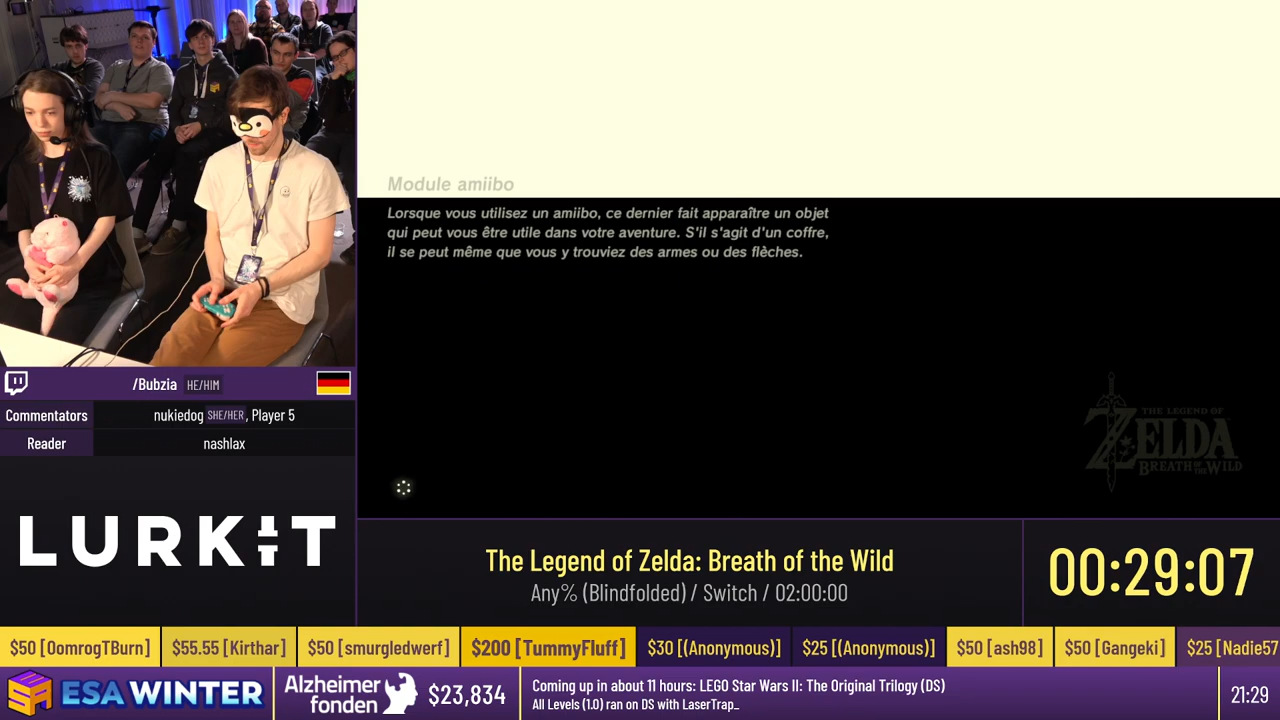 Module amiibo
Lorsque vous utilisez un amiibo, ce dernier fait apparaître un objet
qui peut vous être utile dans votre aventure. S'il s'agit d'un coffre,
il se peut même que vous y trouviez des armes ou des flèches.
THE LEGEND OF
ZELDA
BREATH OF THE WILD
/Bubzia HE/HIM
Commentators nukiedog SHE/HER, Player 5
Reader nashlax
LURKIT
The Legend of Zelda: Breath of the Wild
Any% (Blindfolded) / Switch / 02:00:00
00:29:07
$50 [OomrogTBurn] $55.55 [Kirthar] $50 [smurgledwerf] $200 [TummyFluff] $30 [(Anonymous)] $25 [(Anonymous)] $50 [ash98] $50 [Gangeki] $25 [Nadie57
ESA WINTER
Alzheimer
fonden
$23,834
Coming up in about 11 hours: LEGO Star Wars II: The Original Trilogy (DS)
All Levels (1.0) ran on DS with LaserTrap_
21:29